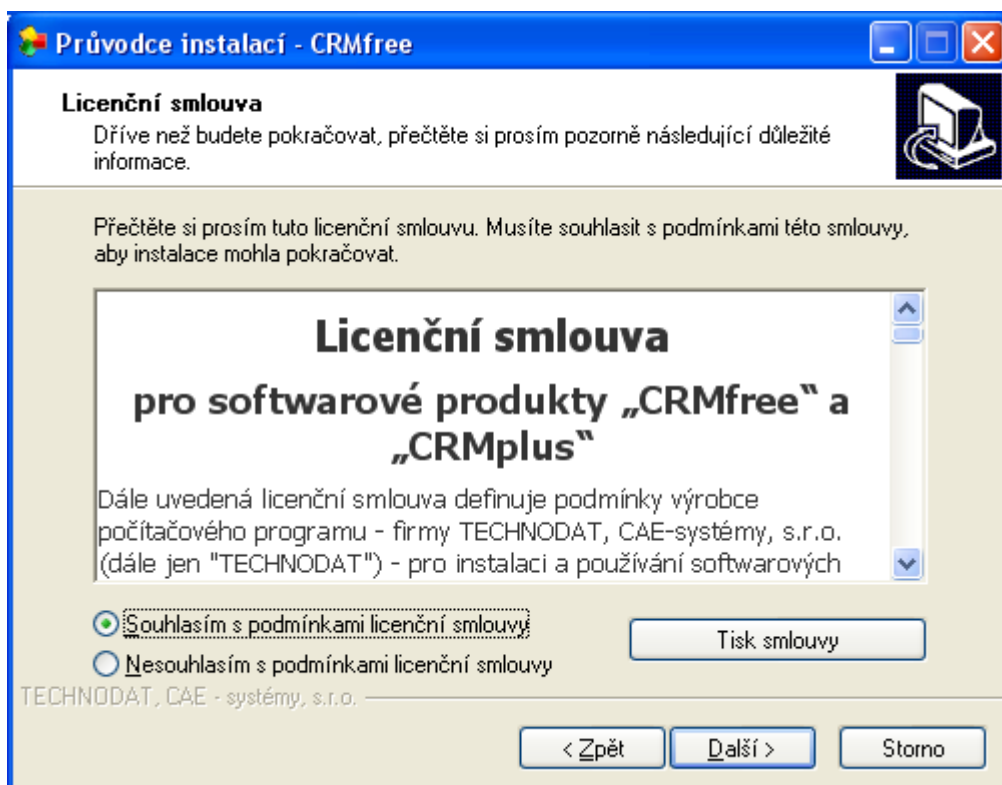 Průvodce instalací - CRMfree
Licenční smlouva
Dříve než budete pokračovat, přečtěte si prosím pozorně následující důležité
informace.
Přečtěte si prosím tuto licenční smlouvu. Musíte souhlasit s podmínkami této smlouvy,
aby instalace mohla pokračovat.
Licenční smlouva
pro softwarové produkty „CRMfree“ a
„CRMplus“
Dále uvedená licenční smlouva definuje podmínky výrobce
počítačového programu - firmy TECHNODAT, CAE-systémy, s.r.o.
(dále jen "TECHNODAT") - pro instalaci a používání softwarových
Souhlasím s podmínkami licenční smlouvy
Tisk smlouvy
Nesouhlasím s podmínkami licenční smlouvy
TECHNODAT, CAE - systémy, s.r.o.
< Zpět
Další >
Storno